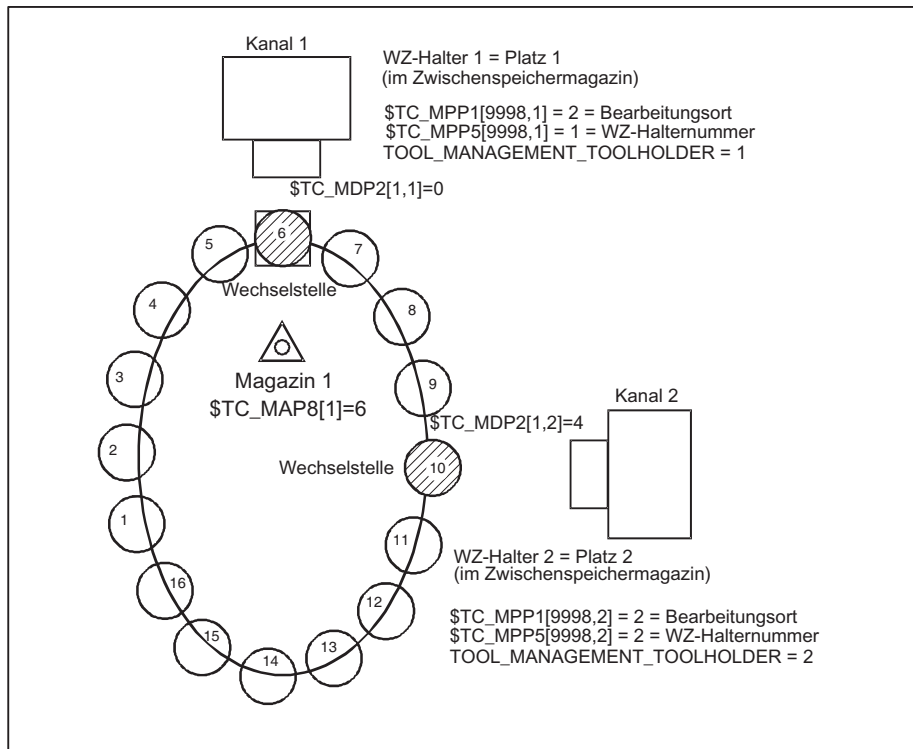 Kanal 1
WZ-Halter 1 = Platz 1
(im Zwischenspeichermagazin)
$TC_MPP1[9998,1] = 2 = Bearbeitungsort
$TC_MPP5[9998,1] = 1 = WZ-Halternummer
TOOL_MANAGEMENT_TOOLHOLDER = 1
$TC_MDP2[1,1]=0
6
5
7
Wechselstelle
4
8
3
Magazin 1
9
$TC_MAP8[1]=6
Kanal 2
$TC_MDP2[1,2]=4
2
Wechselstelle
10
1
11
WZ-Halter 2 = Platz 2
(im Zwischenspeichermagazin)
16
12
$TC_MPP1[9998,2] = 2 = Bearbeitungsort
$TC_MPP5[9998,2] = 2 = WZ-Halternummer
TOOL_MANAGEMENT_TOOLHOLDER = 2
15
13
14